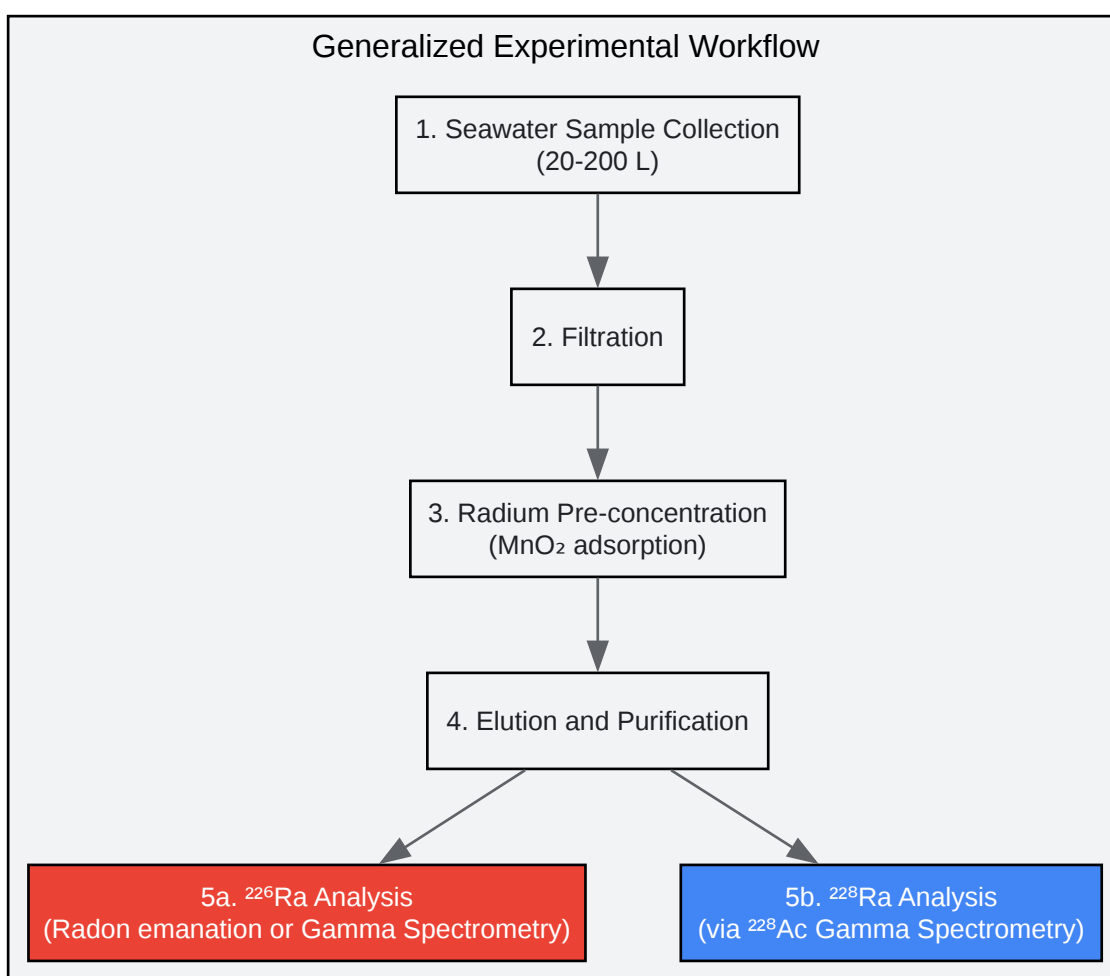 Generalized Experimental Workflow
1. Seawater Sample Collection
(20-200 L)
2. Filtration
3. Radium Pre-concentration
(MnO₂ adsorption)
4. Elution and Purification
5a. ²²⁶Ra Analysis
(Radon emanation or Gamma Spectrometry)
5b. ²²⁸Ra Analysis
(via ²²⁸Ac Gamma Spectrometry)